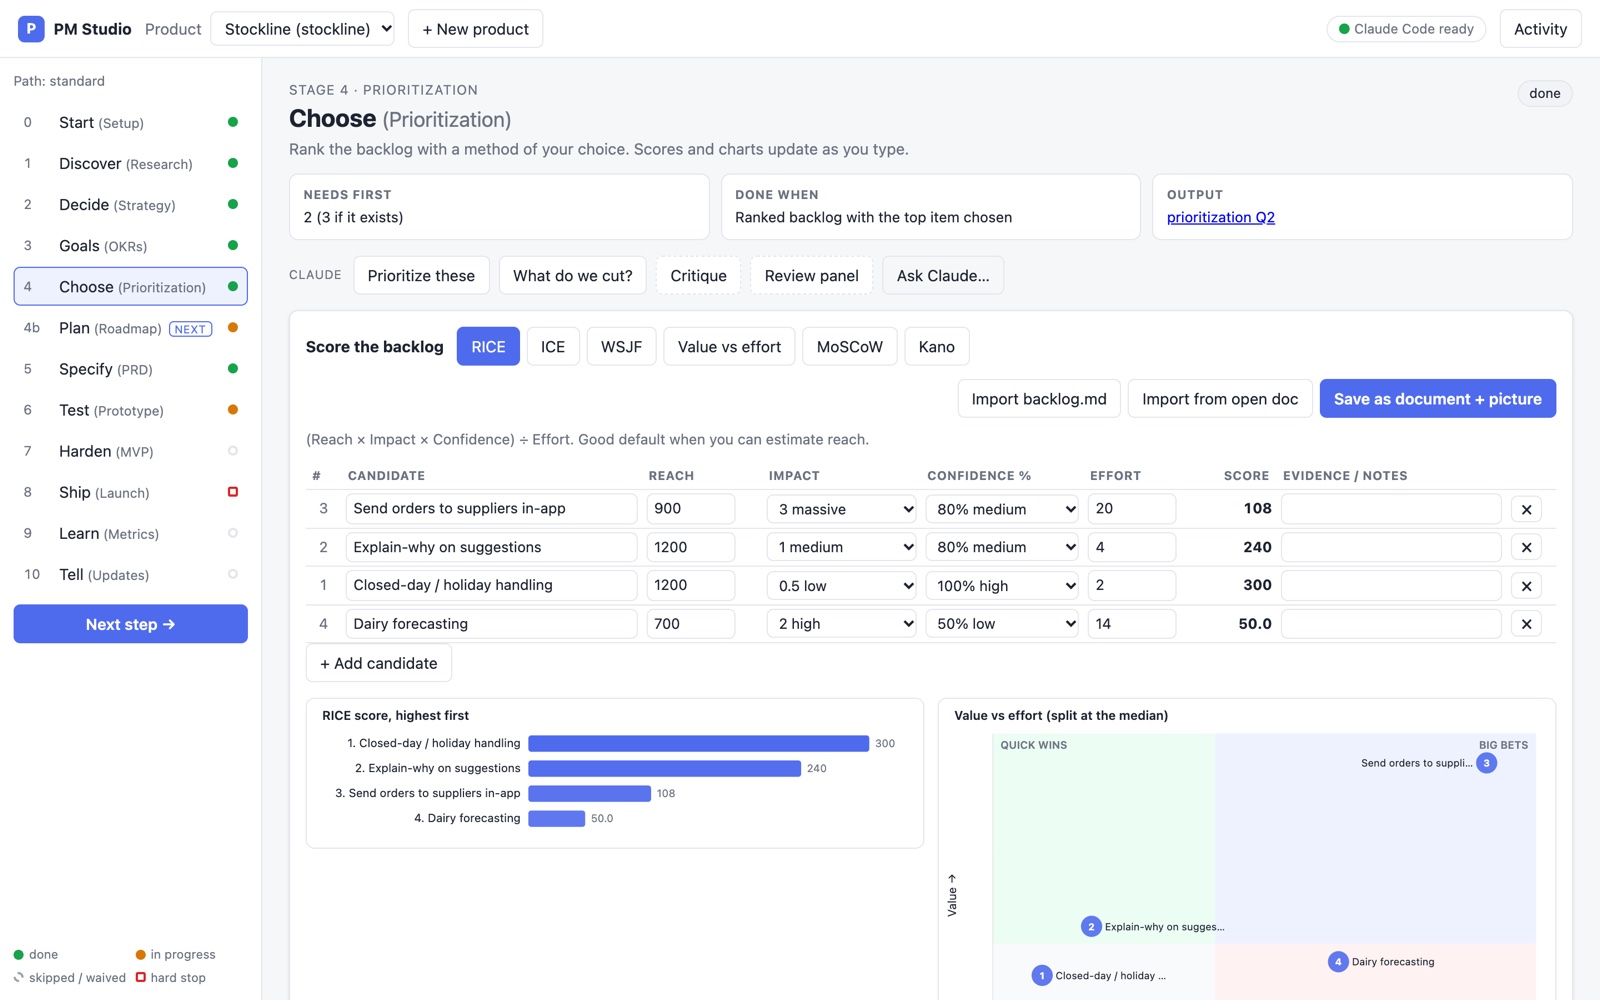 P PM Studio Product Stockline (stockline) + New product Claude Code ready Activity
Path: standard
0 Start (Setup)
1 Discover (Research)
2 Decide (Strategy)
3 Goals (OKRs)
4 Choose (Prioritization)
4b Plan (Roadmap) NEXT
5 Specify (PRD)
6 Test (Prototype)
7 Harden (MVP)
8 Ship (Launch)
9 Learn (Metrics)
10 Tell (Updates)
Next step →
done in progress
skipped / waived hard stop
STAGE 4 · PRIORITIZATION
done
Choose (Prioritization)
Rank the backlog with a method of your choice. Scores and charts update as you type.
NEEDS FIRST
2 (3 if it exists)
DONE WHEN
Ranked backlog with the top item chosen
OUTPUT
prioritization Q2
CLAUDE Prioritize these What do we cut? Critique Review panel Ask Claude...
Score the backlog RICE ICE WSJF Value vs effort MoSCoW Kano
Import backlog.md Import from open doc Save as document + picture
(Reach × Impact × Confidence) ÷ Effort. Good default when you can estimate reach.
# CANDIDATE REACH IMPACT CONFIDENCE % EFFORT SCORE EVIDENCE / NOTES
3 Send orders to suppliers in-app 900 3 massive 80% medium 20 108 ×
2 Explain-why on suggestions 1200 1 medium 80% medium 4 240 ×
1 Closed-day / holiday handling 1200 0.5 low 100% high 2 300 ×
4 Dairy forecasting 700 2 high 50% low 14 50.0 ×
+ Add candidate
RICE score, highest first
1. Closed-day / holiday handling 300
2. Explain-why on suggestions 240
3. Send orders to suppliers in-app 108
4. Dairy forecasting 50.0
Value vs effort (split at the median)
QUICK WINS BIG BETS
Send orders to suppli... 3
Value →
2 Explain-why on sugges...
4 Dairy forecasting
1 Closed-day / holiday ...